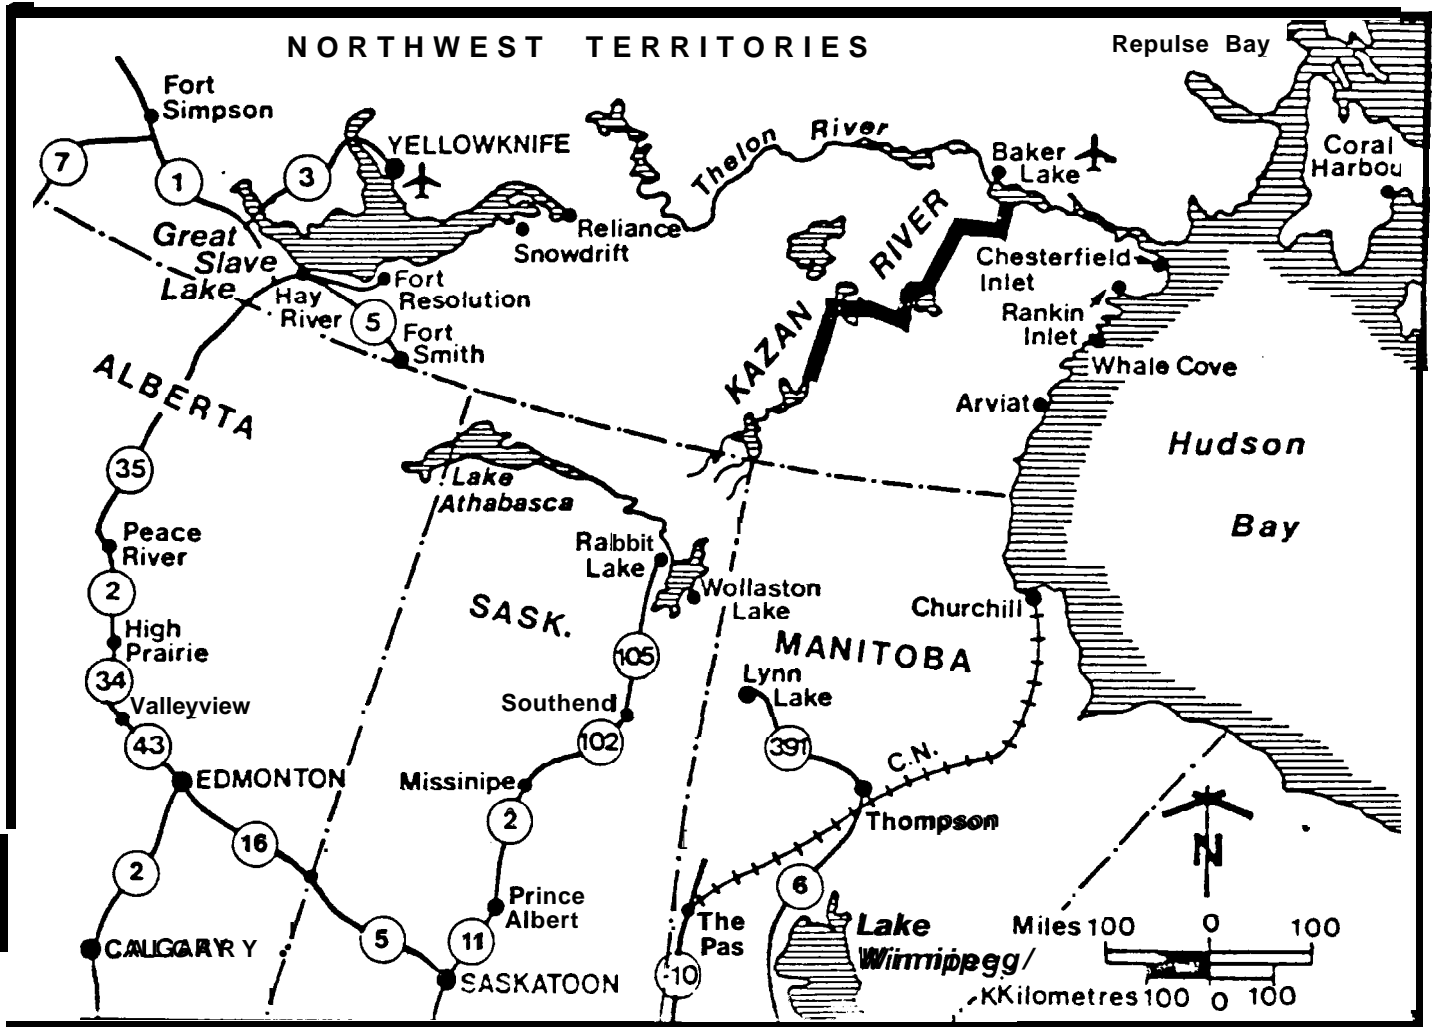 NORTHWEST TERRITORIES
Repulse Bay
Fort
Simpson
7
1
3
YELLOWKNIFE
Thelon River
Baker
Lake
Coral
Harbou
Great
Slave
Lake
Reliance
Snowdrift
Fort
Resolution
Hay
River
5
Fort
Smith
KAZAN RIVER
Chesterfield
Inlet
Rankin
Inlet
Whale Cove
Arviat
Hudson
Bay
ALBERTA
35
Lake
Athabasca
Peace
River
2
High
Prairie
34
Valleyview
43
EDMONTON
Rabbit
Lake
Wollaston
Lake
SASK.
105
Southend
102
Missinipe
2
Churchill
MANITOBA
Lynn
Lake
391
C.N.
Thompson
16
2
CALGARY
5
11
Prince
Albert
SASKATOON
The
Pas
10
6
Lake
Winnipeg
N
Miles 100 0 100
Kilometres 100 0 100